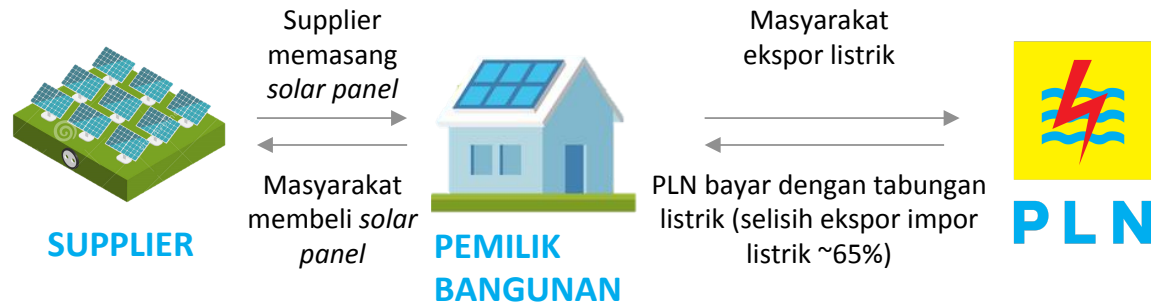 Supplier
memasang
solar panel
Masyarakat
membeli solar
panel
SUPPLIER
PEMILIK
BANGUNAN
Masyarakat
ekspor listrik
PLN bayar dengan tabungan
listrik (selisih ekspor impor
listrik ~65%)
PLN